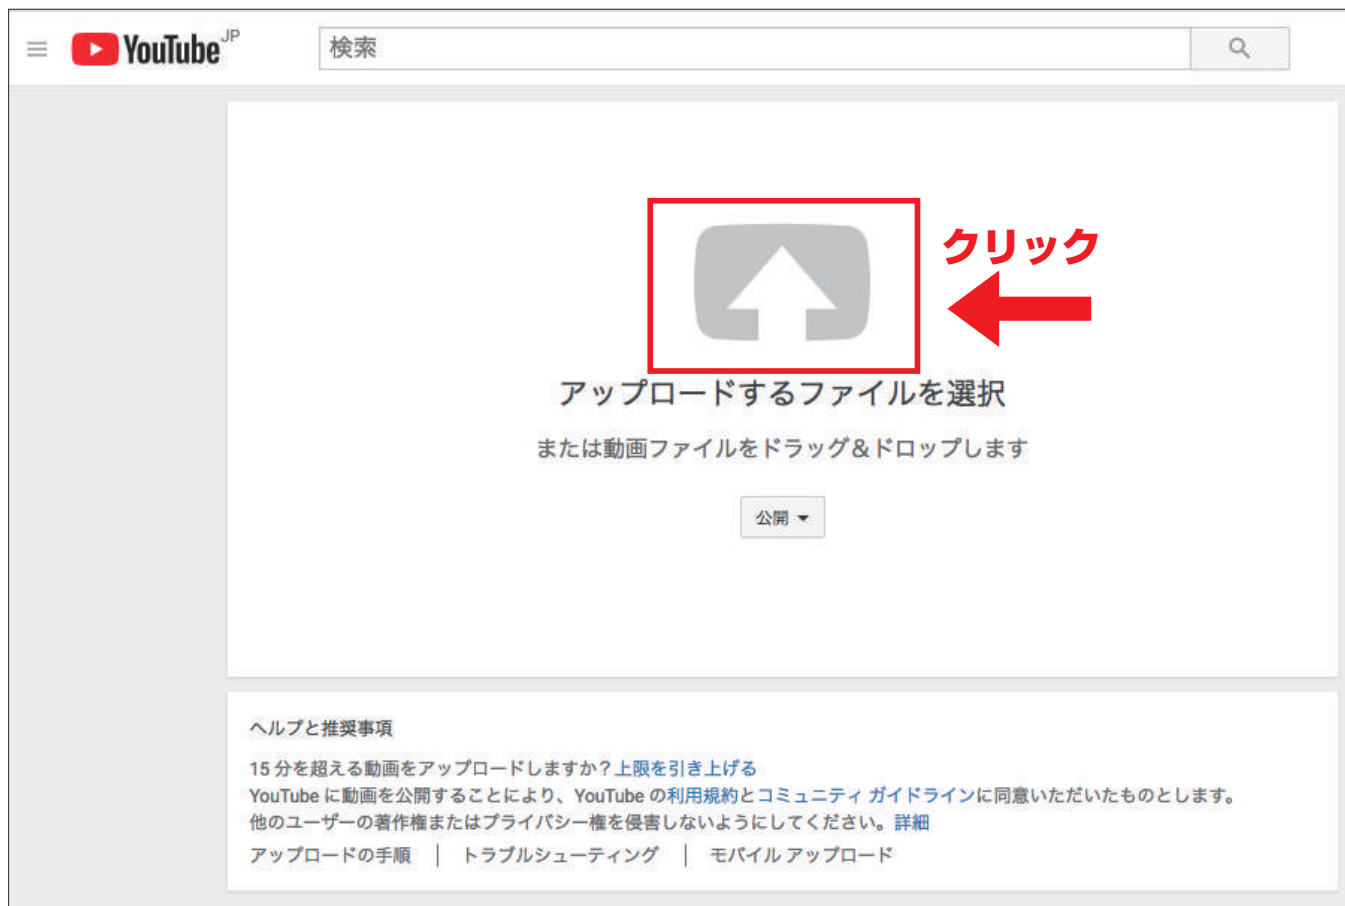 YouTube JP
検索
クリック
アップロードするファイルを選択
または動画ファイルをドラッグ&ドロップします
公開
ヘルプと推奨事項
15 分を超える動画をアップロードしますか？上限を引き上げる
YouTube に動画を公開することにより、YouTube の利用規約とコミュニティ ガイドラインに同意いただいたものとします。
他のユーザーの著作権またはプライバシー権を侵害しないようにしてください。詳細
アップロードの手順 | トラブルシューティング | モバイル アップロード